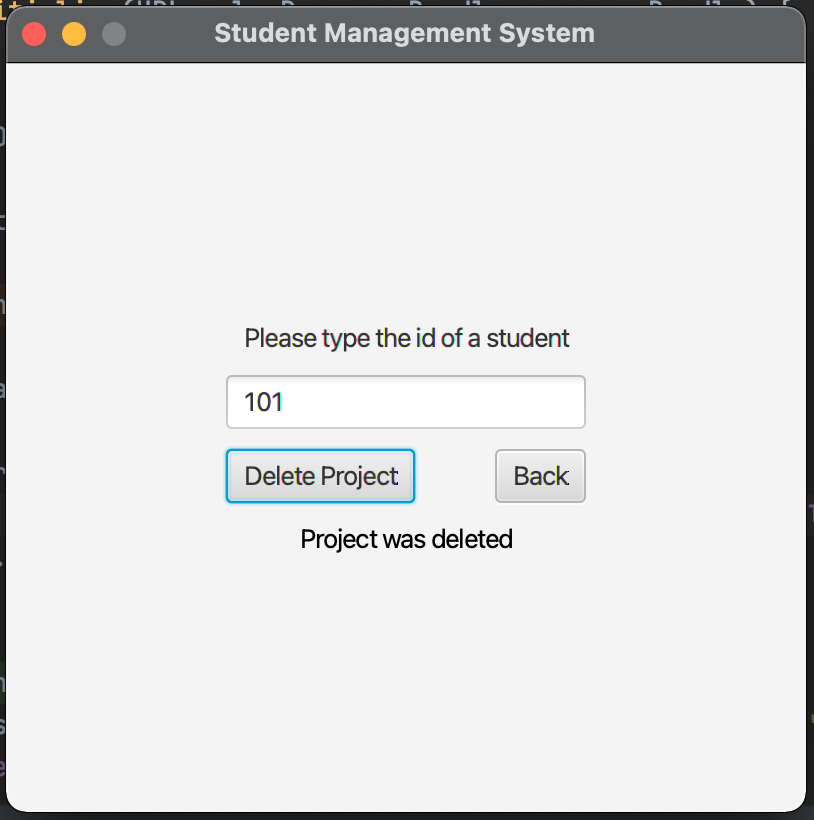 Student Management System
Please type the id of a student
101
Delete Project
Back
Project was deleted